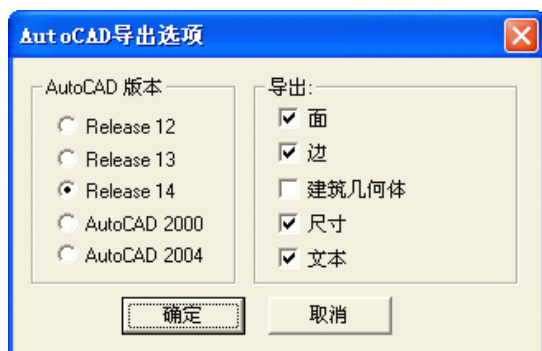 AutoCAD导出选项
AutoCAD 版本
Release 12
Release 13
Release 14
AutoCAD 2000
AutoCAD 2004
导出:
面
边
建筑几何体
尺寸
文本
确定
取消